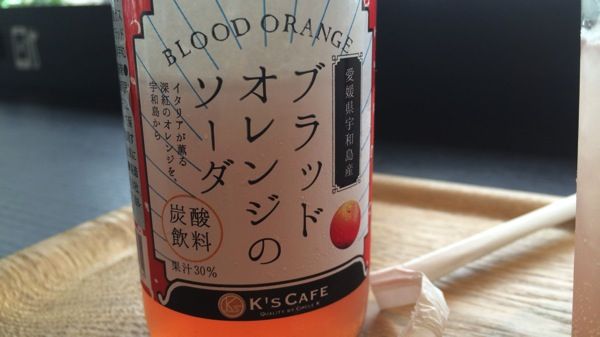 BLOOD ORANGE
愛媛県宇和島産
ブラッド
オレンジの
ソーダ
イタリアが薫る
深紅のオレンジを、
宇和島から
炭酸
飲料
果汁30%
K'S CAFE
QUALITY BY CIRCLE K